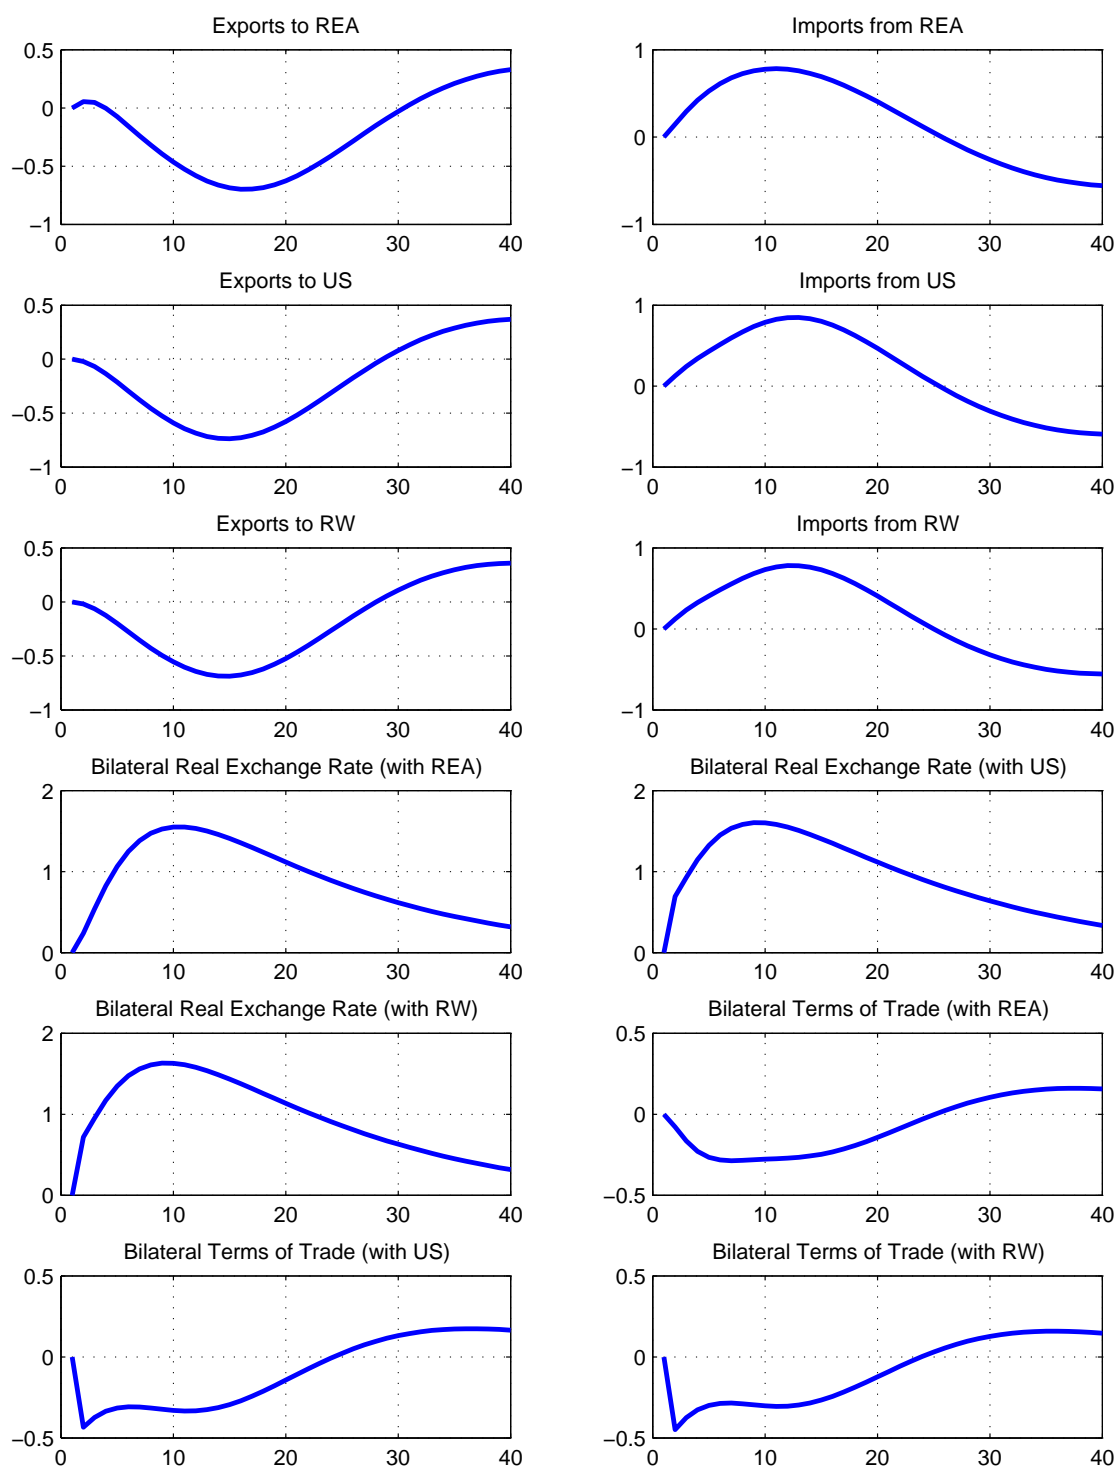 Exports to REA
Imports from REA
0.5
0
−0.5
−1
0 10 20 30 40
1
0
−1
0 10 20 30 40
Exports to US
Imports from US
0.5
0
−0.5
−1
0 10 20 30 40
1
0
−1
0 10 20 30 40
Exports to RW
Imports from RW
0.5
0
−0.5
−1
0 10 20 30 40
1
0
−1
0 10 20 30 40
Bilateral Real Exchange Rate (with REA)
Bilateral Real Exchange Rate (with US)
2
1
0
0 10 20 30 40
2
1
0
0 10 20 30 40
Bilateral Real Exchange Rate (with RW)
Bilateral Terms of Trade (with REA)
2
1
0
0 10 20 30 40
0.5
0
−0.5
0 10 20 30 40
Bilateral Terms of Trade (with US)
Bilateral Terms of Trade (with RW)
0.5
0
−0.5
0 10 20 30 40
0.5
0
−0.5
0 10 20 30 40